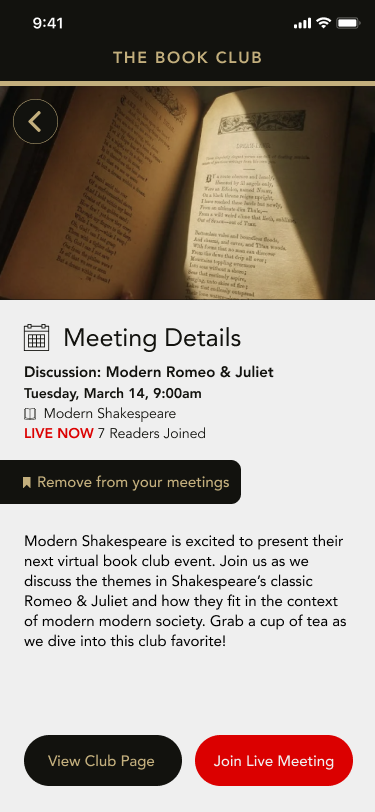 9:41
THE BOOK CLUB
Meeting Details
Discussion: Modern Romeo & Juliet
Tuesday, March 14, 9:00am
Modern Shakespeare
LIVE NOW 7 Readers Joined
Remove from your meetings
Modern Shakespeare is excited to present their
next virtual book club event. Join us as we
discuss the themes in Shakespeare’s classic
Romeo & Juliet and how they fit in the context
of modern modern society. Grab a cup of tea as
we dive into this club favorite!
View Club Page
Join Live Meeting